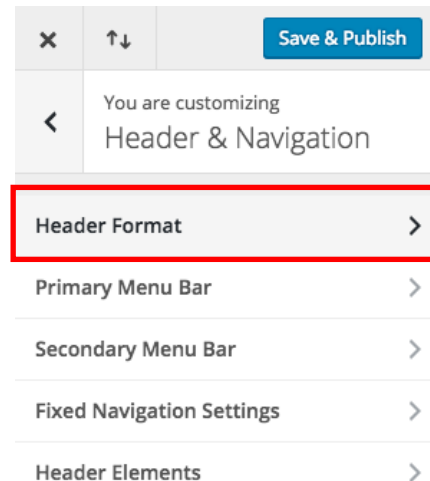 Save & Publish
You are customizing
Header & Navigation
Header Format
Primary Menu Bar
Secondary Menu Bar
Fixed Navigation Settings
Header Elements